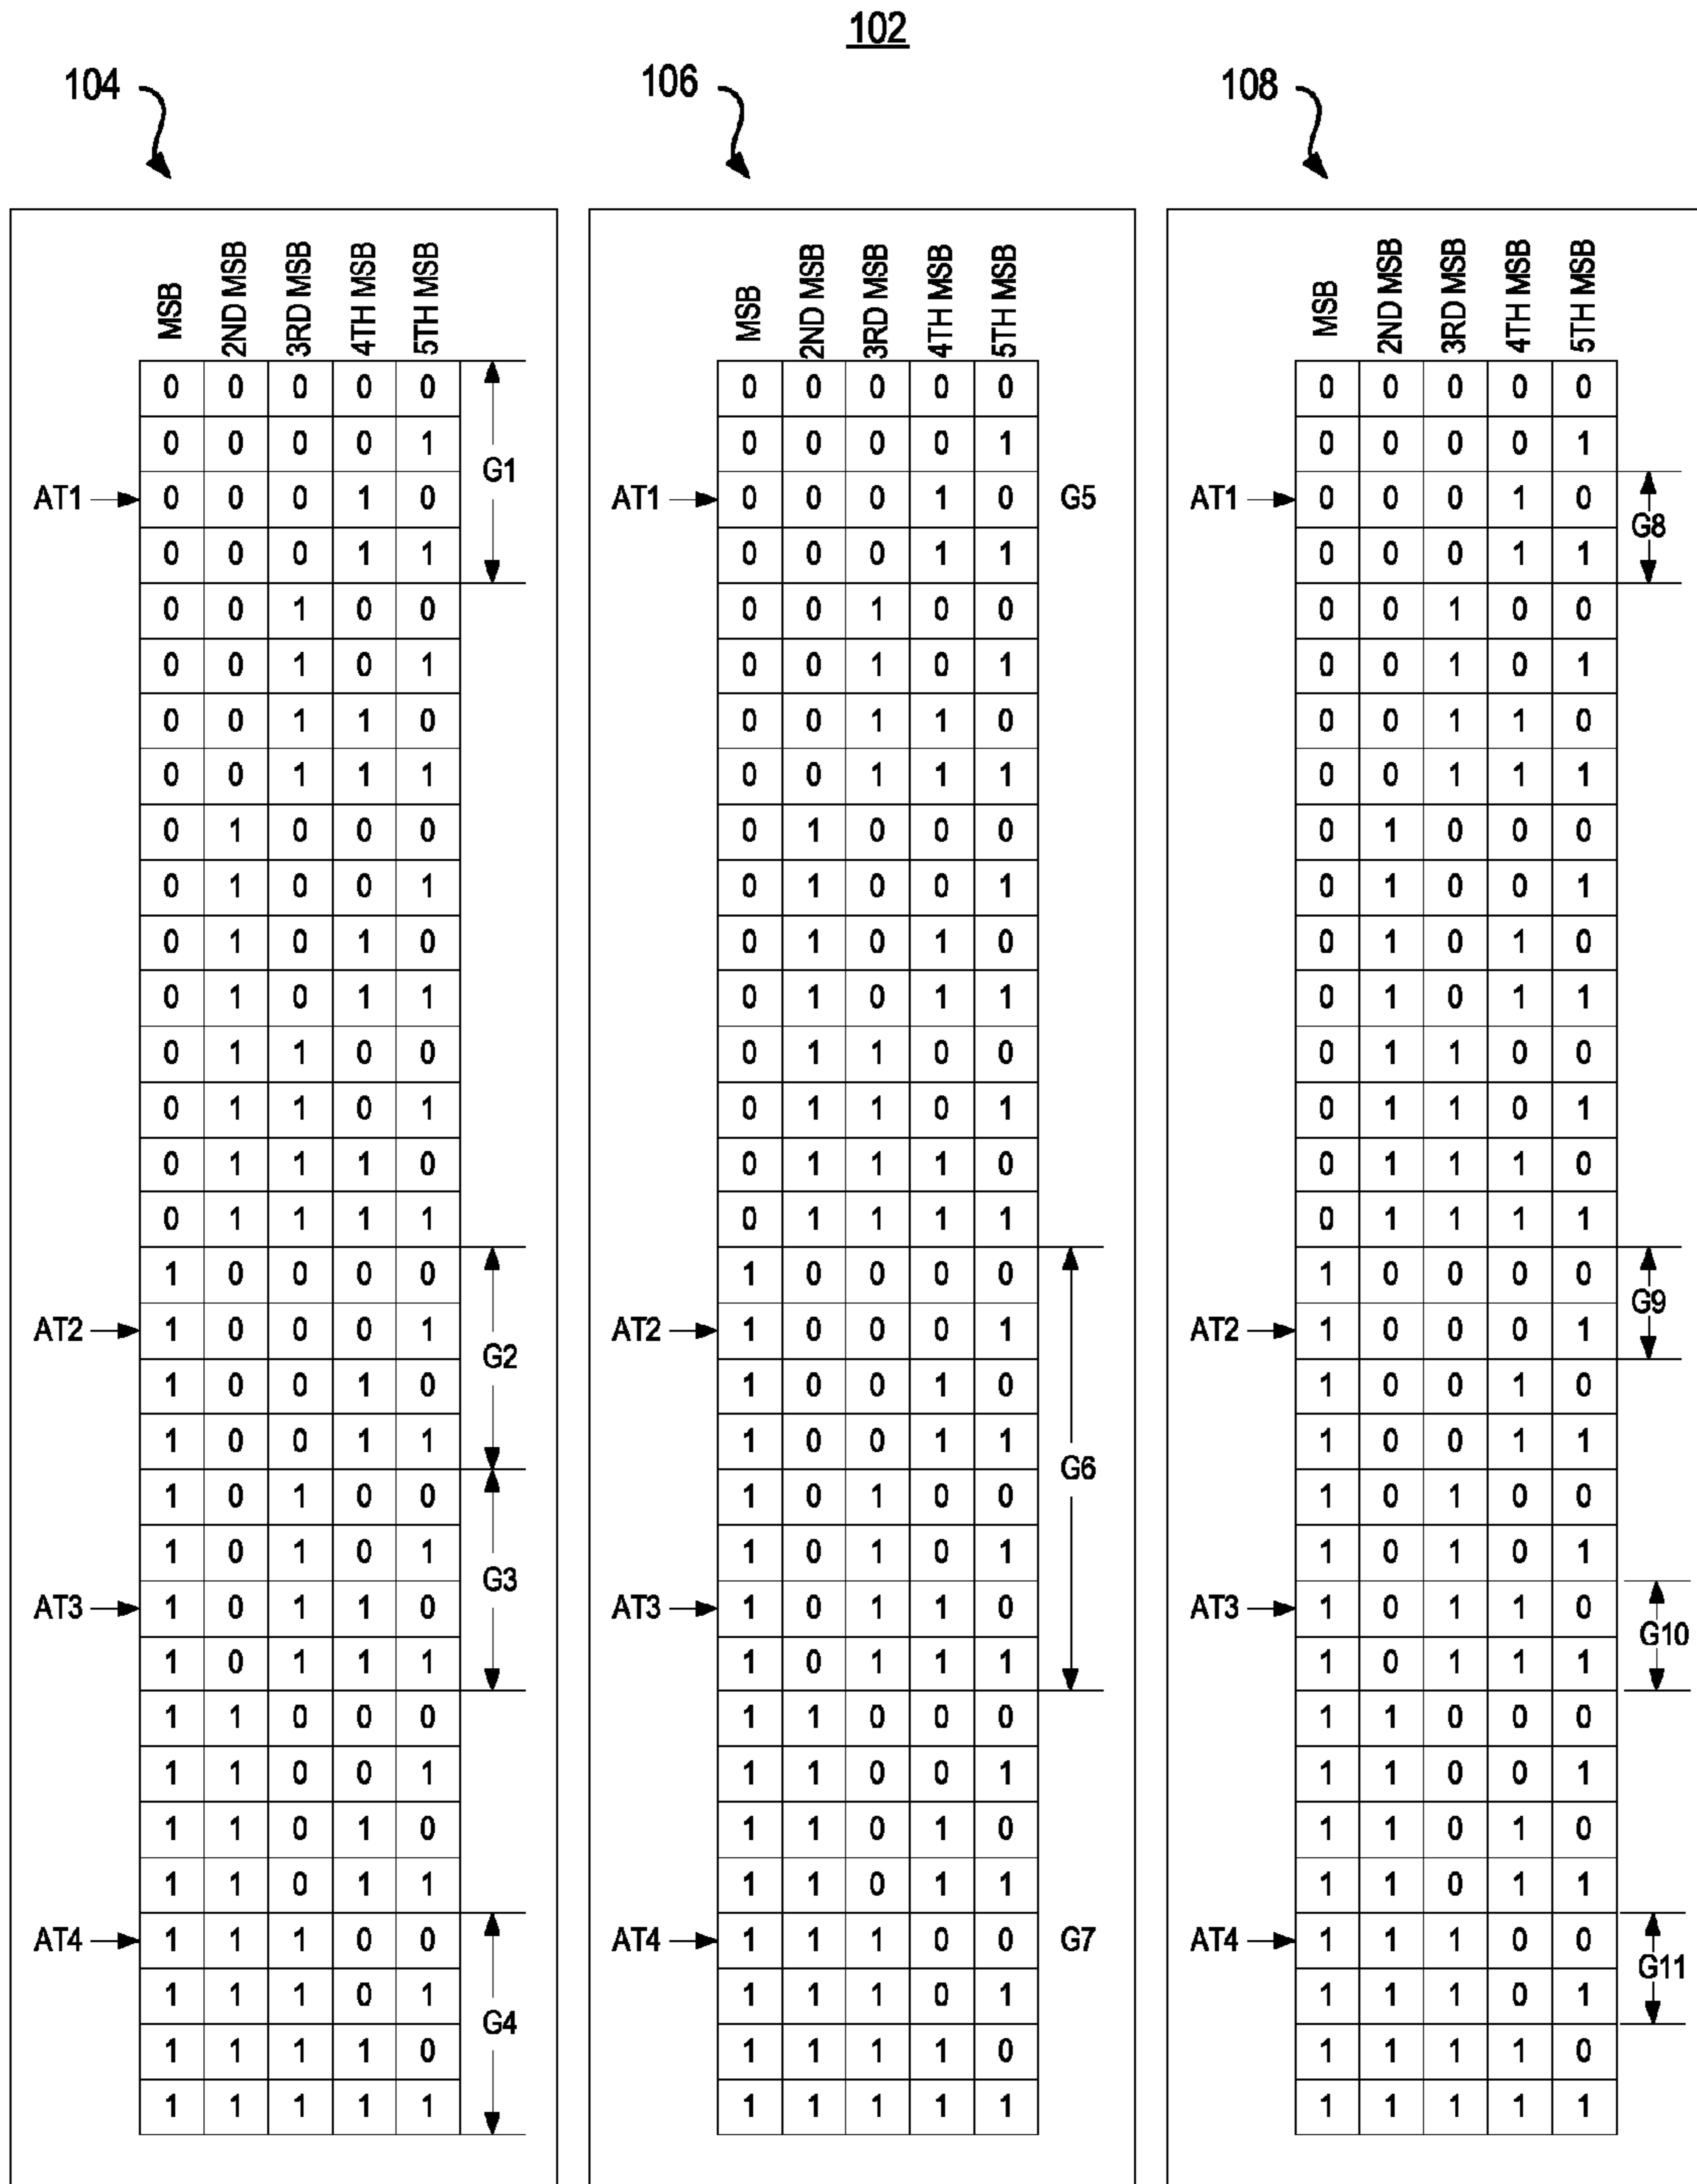 102
104
MSB 2ND MSB 3RD MSB 4TH MSB 5TH MSB
0 0 0 0 0
0 0 0 0 1
G1
AT1 0 0 0 1 0
0 0 0 1 1
0 0 1 0 0
0 0 1 0 1
0 0 1 1 0
0 0 1 1 1
0 1 0 0 0
0 1 0 0 1
0 1 0 1 0
0 1 0 1 1
0 1 1 0 0
0 1 1 0 1
0 1 1 1 0
0 1 1 1 1
1 0 0 0 0
AT2 1 0 0 0 1
G2
1 0 0 1 0
1 0 0 1 1
1 0 1 0 0
1 0 1 0 1
G3
AT3 1 0 1 1 0
1 0 1 1 1
1 1 0 0 0
1 1 0 0 1
1 1 0 1 0
1 1 0 1 1
AT4 1 1 1 0 0
1 1 1 0 1
G4
1 1 1 1 0
1 1 1 1 1
106
MSB 2ND MSB 3RD MSB 4TH MSB 5TH MSB
0 0 0 0 0
0 0 0 0 1
AT1 0 0 0 1 0 G5
0 0 0 1 1
0 0 1 0 0
0 0 1 0 1
0 0 1 1 0
0 0 1 1 1
0 1 0 0 0
0 1 0 0 1
0 1 0 1 0
0 1 0 1 1
0 1 1 0 0
0 1 1 0 1
0 1 1 1 0
0 1 1 1 1
1 0 0 0 0
AT2 1 0 0 0 1
1 0 0 1 0
1 0 0 1 1
G6
1 0 1 0 0
1 0 1 0 1
AT3 1 0 1 1 0
1 0 1 1 1
1 1 0 0 0
1 1 0 0 1
1 1 0 1 0
1 1 0 1 1
AT4 1 1 1 0 0 G7
1 1 1 0 1
1 1 1 1 0
1 1 1 1 1
108
MSB 2ND MSB 3RD MSB 4TH MSB 5TH MSB
0 0 0 0 0
0 0 0 0 1
AT1 0 0 0 1 0
G8
0 0 0 1 1
0 0 1 0 0
0 0 1 0 1
0 0 1 1 0
0 0 1 1 1
0 1 0 0 0
0 1 0 0 1
0 1 0 1 0
0 1 0 1 1
0 1 1 0 0
0 1 1 0 1
0 1 1 1 0
0 1 1 1 1
1 0 0 0 0
G9
AT2 1 0 0 0 1
1 0 0 1 0
1 0 0 1 1
1 0 1 0 0
1 0 1 0 1
AT3 1 0 1 1 0
G10
1 0 1 1 1
1 1 0 0 0
1 1 0 0 1
1 1 0 1 0
1 1 0 1 1
AT4 1 1 1 0 0
G11
1 1 1 0 1
1 1 1 1 0
1 1 1 1 1